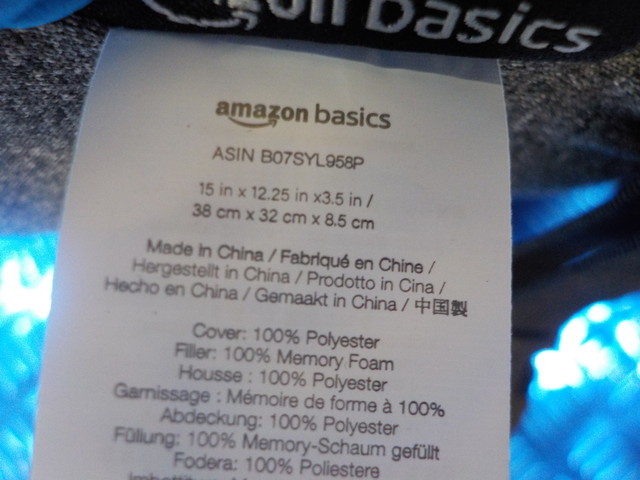 basics
amazon basics
ASIN B07SYL958P
15 in x 12.25 in x3.5 in /
38 cm x 32 cm x 8.5 cm
Made in China / Fabriqué en Chine /
Hergestellt in China / Prodotto in Cina /
Hecho en China / Gemaakt in China / 中国製
Cover: 100% Polyester
Filler: 100% Memory Foam
Housse : 100% Polyester
Garnissage : Mémoire de forme à 100%
Abdeckung: 100% Polyester
Füllung: 100% Memory-Schaum gefüllt
Fodera: 100% Poliestere